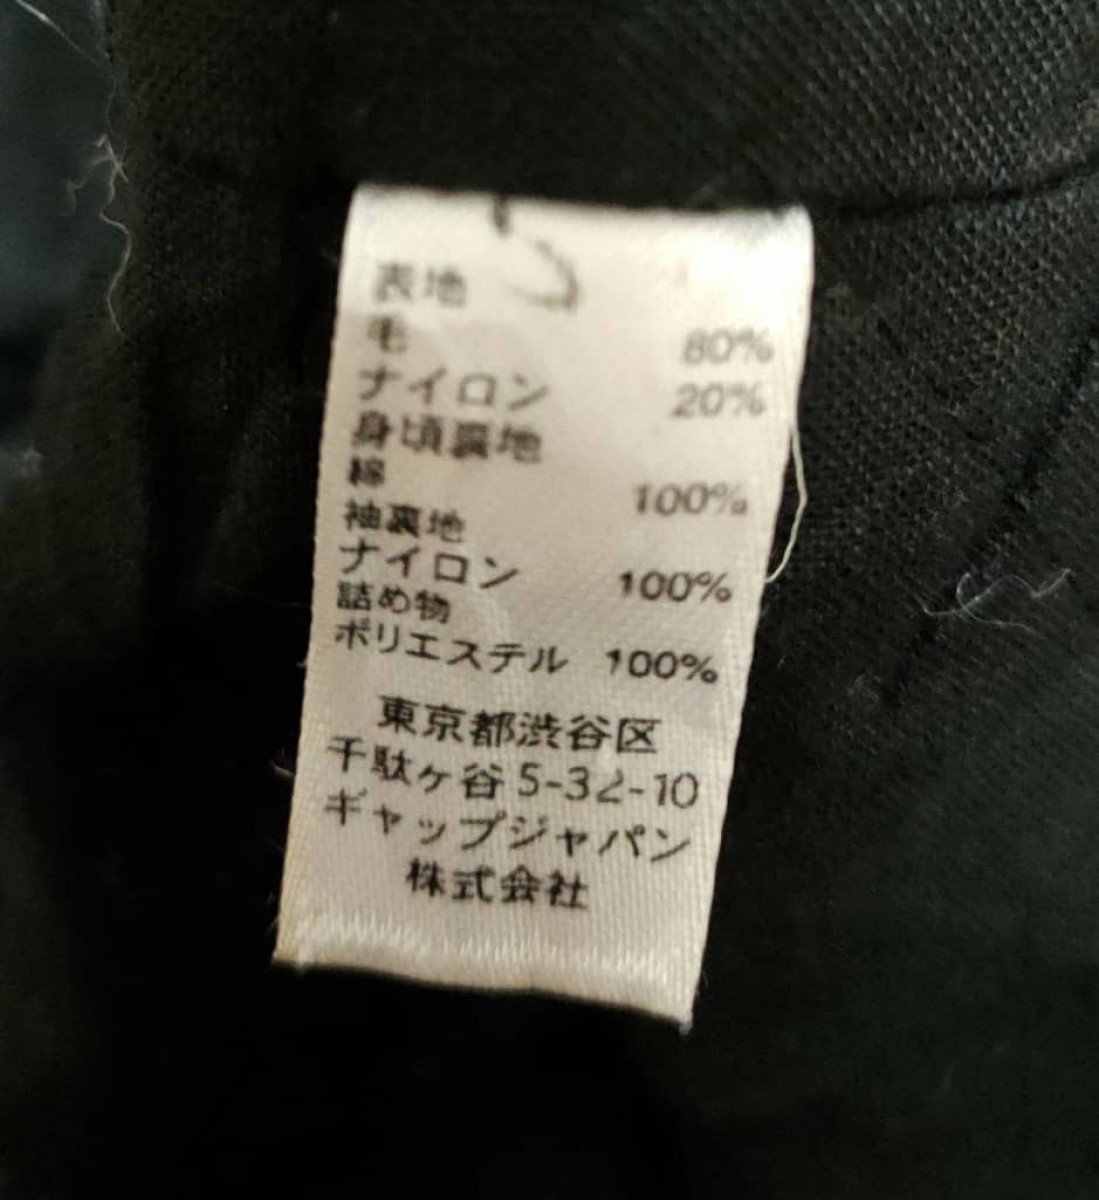 表地
毛 80%
ナイロン 20%
身頃裏地
綿 100%
袖裏地
ナイロン 100%
詰め物
ポリエステル 100%
東京都渋谷区
千駄ヶ谷5-32-10
ギャップジャパン
株式会社